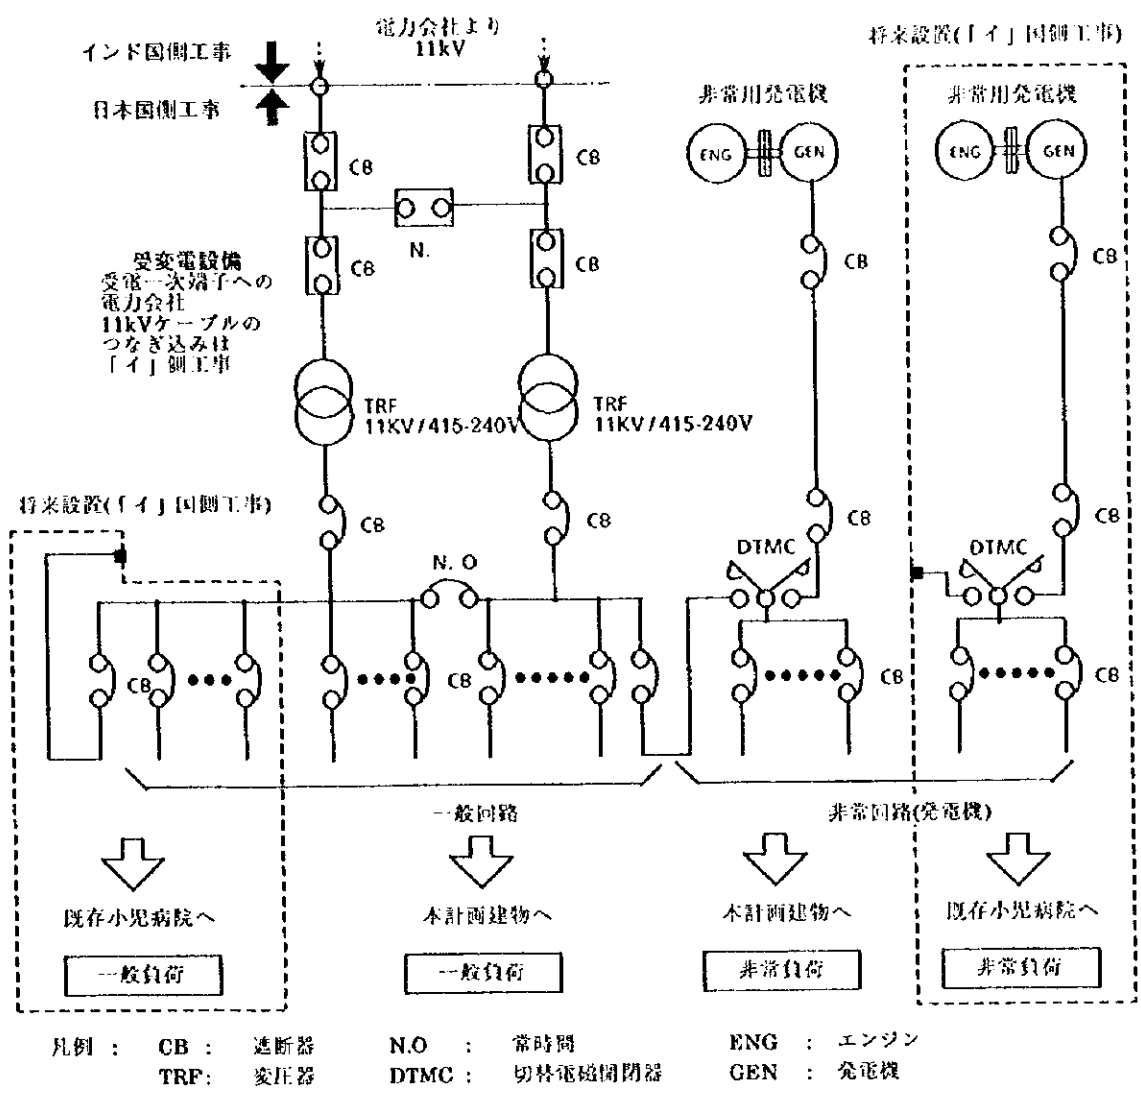 電力会社より
11kV
インド国側工事
日本国側工事
将来設置(「イ」国側工事)
非常用発電機
非常用発電機
ENG
GEN
ENG
GEN
CB
CB
N.
CB
CB
CB
CB
受変電設備
受電一次端子への
電力会社
11kVケーブルの
つなぎ込みは
「イ」側工事
TRF
11KV/415-240V
TRF
11KV/415-240V
将来設置(「イ」国側工事)
CB
CB
CB
CB
N. O
DTMC
DTMC
CB
CB
CB
CB
一般回路
非常回路(発電機)
既存小児病院へ
本計画建物へ
本計画建物へ
既存小児病院へ
一般負荷
一般負荷
非常負荷
非常負荷
凡例 : CB : 遮断器 N.O : 常時開 ENG : エンジン
TRF : 変圧器 DTMC : 切替電磁開閉器 GEN : 発電機